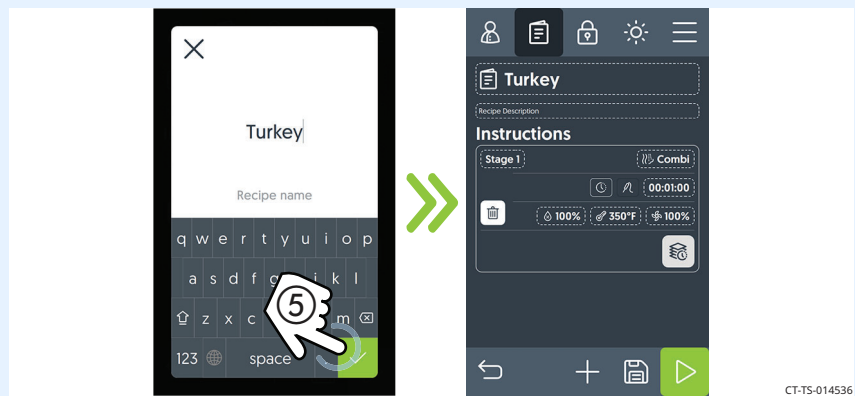 Turkey
Recipe name
q w e r t y u i o p
a s d f g j k l
z x c m
123 space
5
Turkey
Recipe Description
Instructions
Stage 1 Combi
00:01:00
100% 350°F 100%
CT-TS-014536